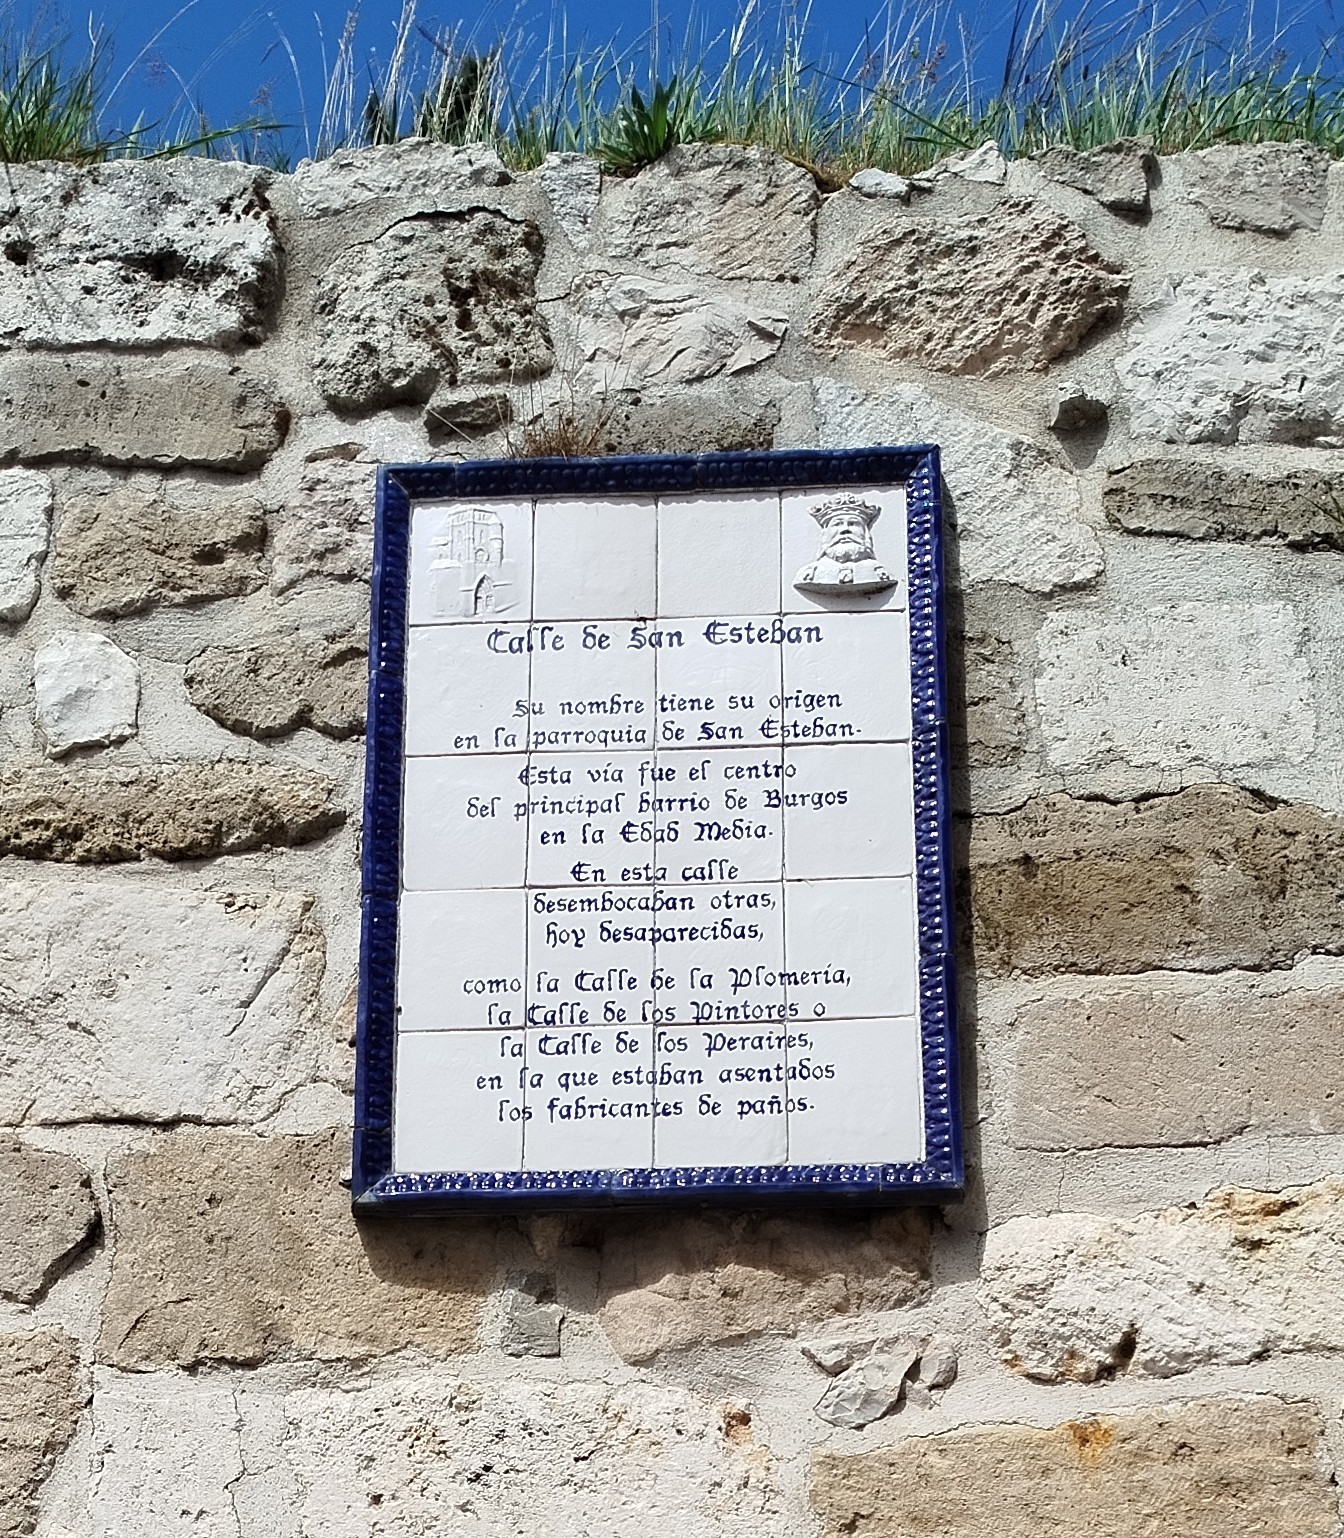 Calle de San Esteban
Su nombre tiene su origen
en la parroquia de San Esteban.
Esta vía fue el centro
del principal barrio de Burgos
en la Edad Media.
En esta calle
desembocaban otras,
hoy desaparecidas,
como la Calle de la Plomería,
la Calle de los Pintores o
la Calle de los Peraires,
en la que estaban asentados
los fabricantes de paños.